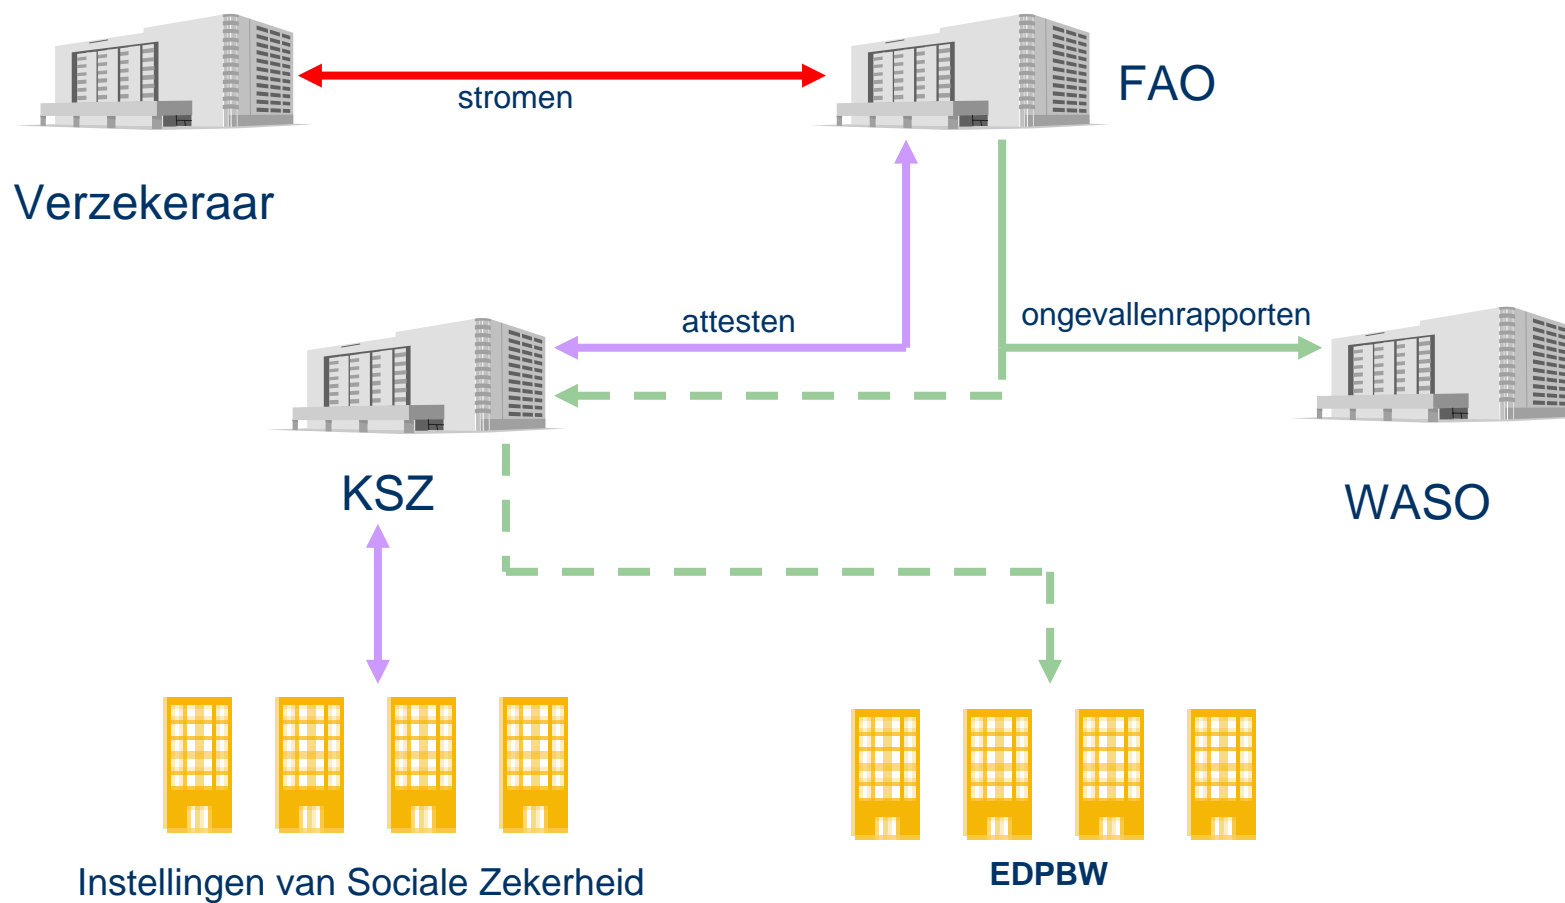 stromen
FAO
Verzekeraar
attesten
ongevallenrapporten
KSZ
WASO
Instellingen van Sociale Zekerheid
EDPBW